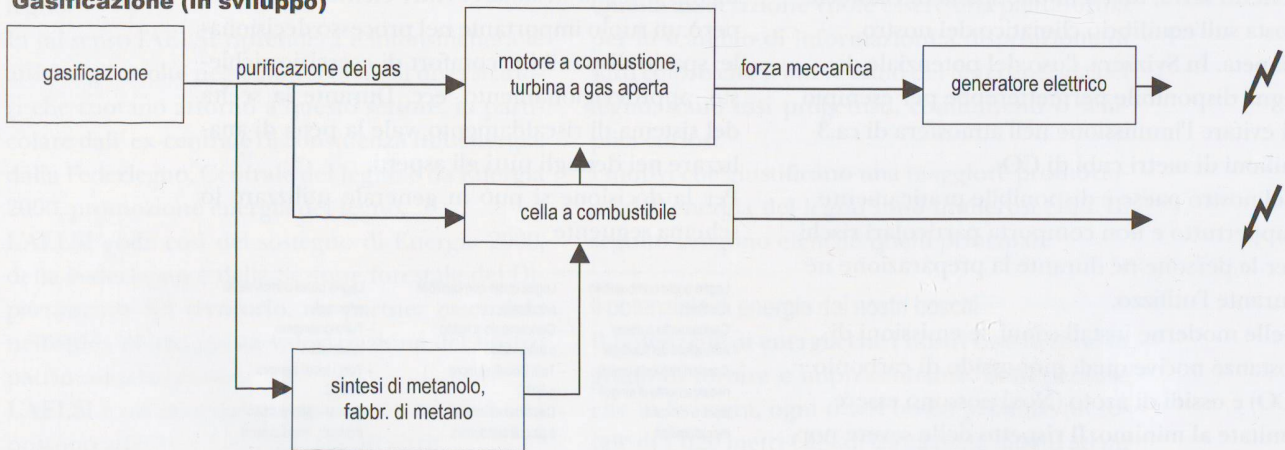 Gasificazione (in sviluppo)
gasificazione
purificazione dei gas
motore a combustione,
turbina a gas aperta
forza meccanica
generatore elettrico
cella a combustibile
sintesi di metanolo,
fabbr. di metano